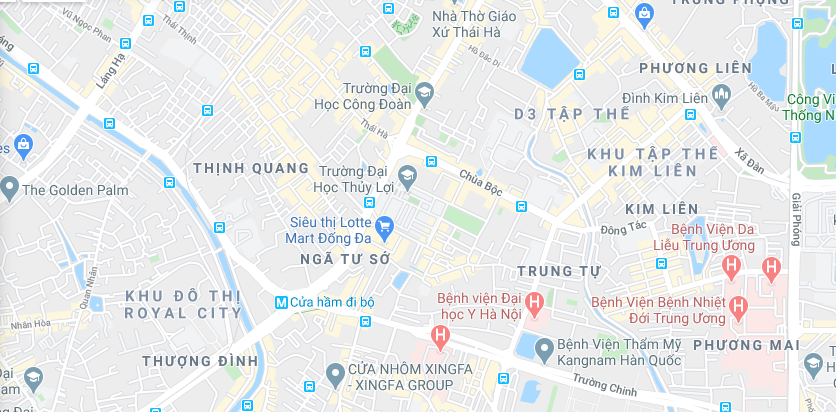 PHƯƠNG
Vũ Ngọc Phan
Thái Thịnh
Nhà Thờ Giáo
Xứ Thái Hà
Hồ Đắc Di
Láng Hạ
PHƯƠNG LIÊN
Trường Đại
Học Công Đoàn
Đình Kim Liên
Hồ Ba Mẫu
Công Vi
Thống N
D3 TẬP THỂ
Thái Hà
es
THỊNH QUANG
KHU TẬP THỂ
KIM LIÊN
Xã Đàn
Trường Đại
Học Thủy Lợi
Chùa Bộc
The Golden Palm
KIM LIÊN
Giải Phóng
Siêu thị Lotte
Mart Đống Đa
Đông Tác
Bệnh Viện Da
Liễu Trung Ương
NGÃ TƯ SỞ
TRUNG TỰ
Quan Nhân
KHU ĐÔ THỊ
ROYAL CITY
Cửa hầm đi bộ
Bệnh viện Đại
học Y Hà Nội
Bệnh Viện Bệnh Nhiệt
Đới Trung Ương
Nhân Hòa
THƯỢNG ĐÌNH
Bệnh Viện Thẩm Mỹ
Kangnam Hàn Quốc
PHƯƠNG MAI
CỬA NHÔM XINGFA
- XINGFA GROUP
Trường Chinh
Đại
am